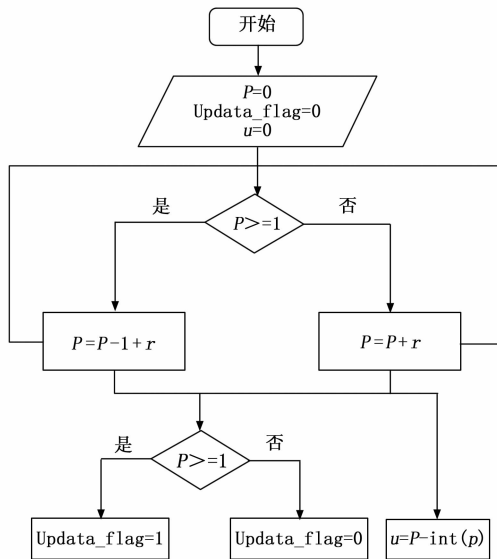 开始
P=0
Updata_flag=0
u=0
是
P>=1
否
P=P-1+r
P=P+r
是
P>=1
否
Updata_flag=1
Updata_flag=0
u=P-int(p)